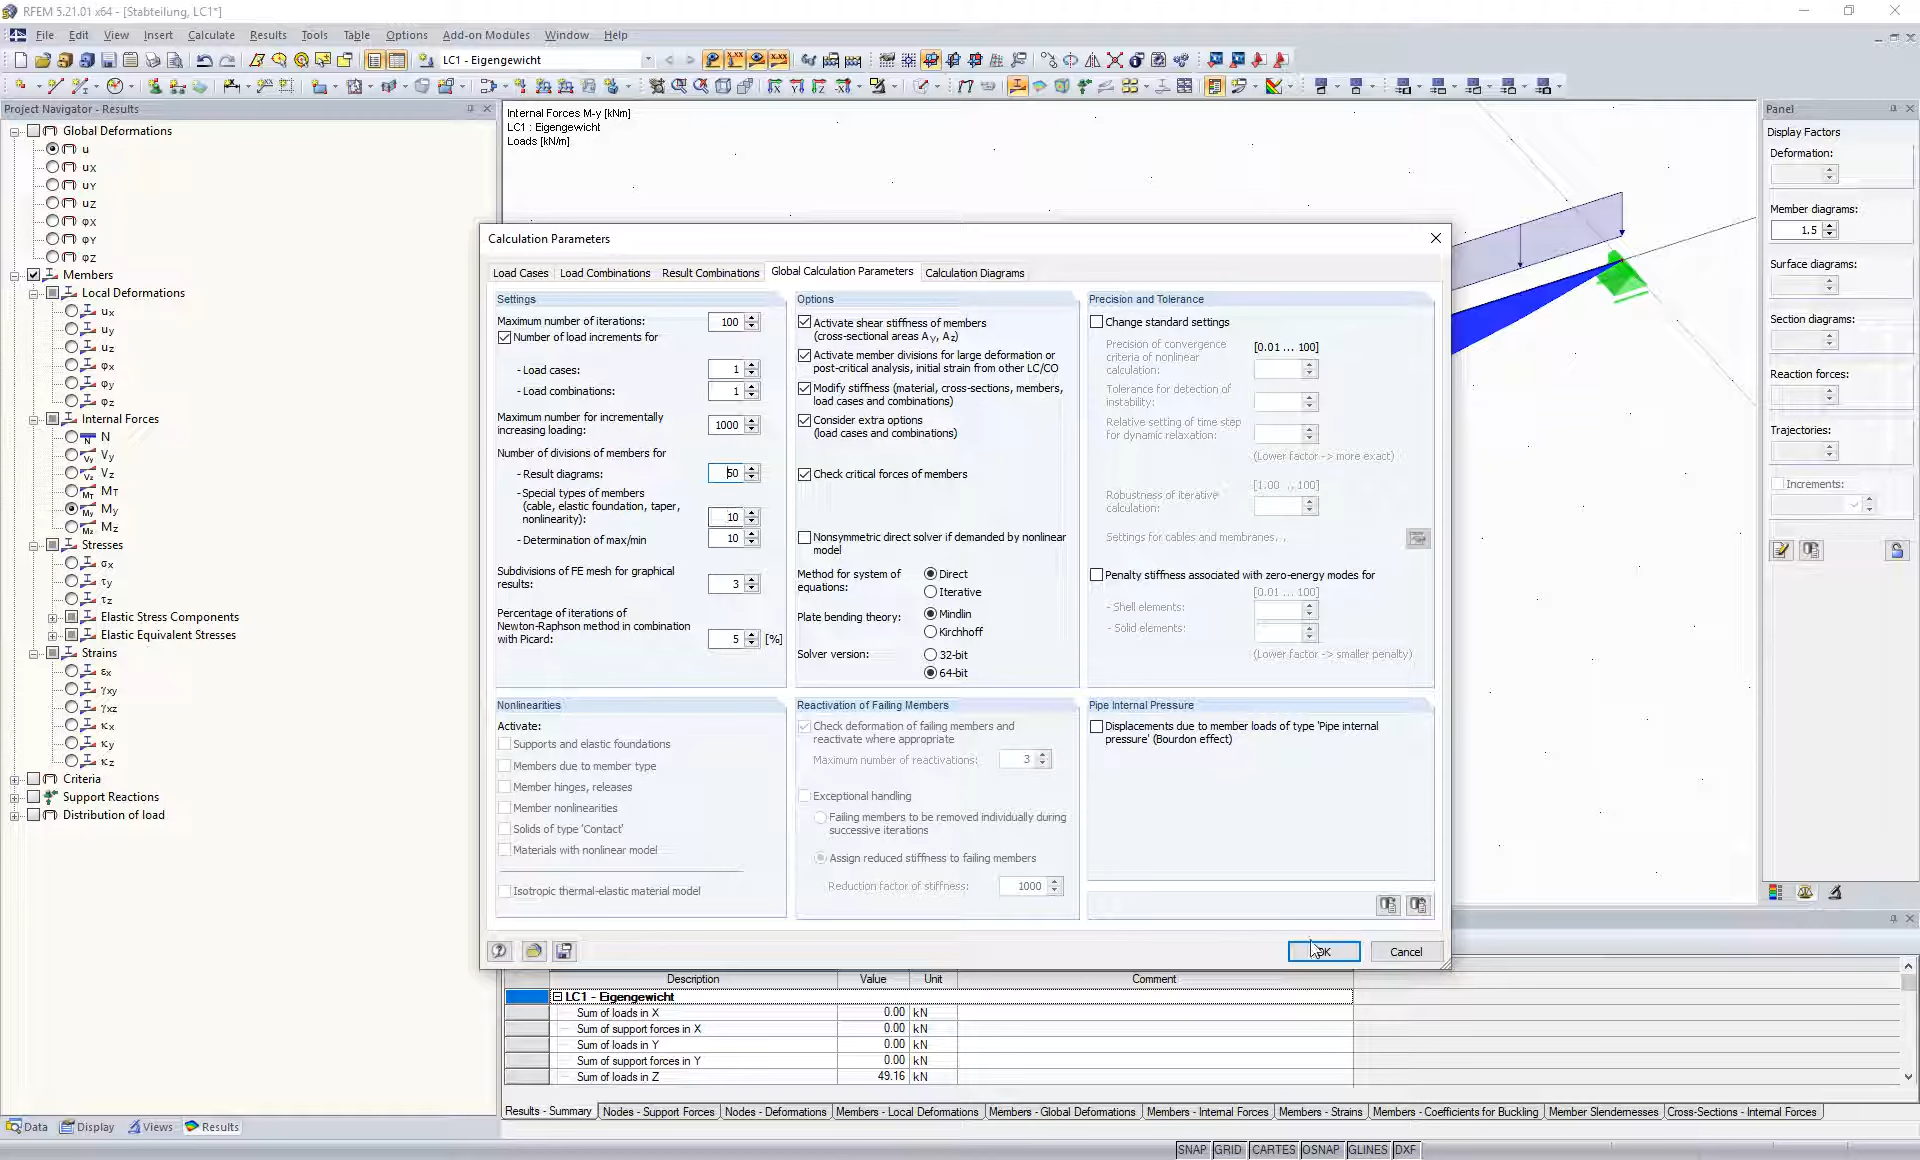 RFEM 5.21.01 x64 - [Stabteilung, LC1*]
File Edit View Insert Calculate Results Tools Table Options Add-on Modules Window Help
LC1 - Eigengewicht
Project Navigator - Results
Global Deformations
u
uX
uY
uZ
φX
φY
φZ
Members
Local Deformations
ux
uy
uz
φx
φy
φz
Internal Forces
N
Vy
Vz
MT
My
Mz
Stresses
σx
τy
τz
Elastic Stress Components
Elastic Equivalent Stresses
Strains
εx
γxy
γxz
κx
κy
κz
Criteria
Support Reactions
Distribution of load
Data Display Views Results
Internal Forces M-y [kNm]
LC1 : Eigengewicht
Loads [kN/m]
Calculation Parameters
Load Cases Load Combinations Result Combinations Global Calculation Parameters Calculation Diagrams
Settings
Maximum number of iterations: 100
Number of load increments for
- Load cases: 1
- Load combinations: 1
Maximum number for incrementally
increasing loading: 1000
Number of divisions of members for
- Result diagrams: 50
- Special types of members
(cable, elastic foundation, taper,
nonlinearity): 10
- Determination of max/min 10
Subdivisions of FE mesh for graphical
results: 3
Percentage of iterations of
Newton-Raphson method in combination
with Picard: 5 [%]
Options
Activate shear stiffness of members
(cross-sectional areas Ay, Az)
Activate member divisions for large deformation or
post-critical analysis, initial strain from other LC/CO
Modify stiffness (material, cross-sections, members,
load cases and combinations)
Consider extra options
(load cases and combinations)
Check critical forces of members
Nonsymmetric direct solver if demanded by nonlinear
model
Method for system of
equations:
Direct
Iterative
Plate bending theory: Mindlin
Kirchhoff
Solver version: 32-bit
64-bit
Precision and Tolerance
Change standard settings
Precision of convergence
criteria of nonlinear
calculation:
[0.01 ... 100]
Tolerance for detection of
instability:
Relative setting of time step
for dynamic relaxation:
(Lower factor -> more exact)
[1.00 ... 100]
Robustness of iterative
calculation:
Settings for cables and membranes...
Penalty stiffness associated with zero-energy modes for
[0.01 ... 100]
- Shell elements:
- Solid elements:
(Lower factor -> smaller penalty)
Nonlinearities
Activate:
Supports and elastic foundations
Members due to member type
Member hinges, releases
Member nonlinearities
Solids of type 'Contact'
Materials with nonlinear model
Isotropic thermal-elastic material model
Reactivation of Failing Members
Check deformation of failing members and
reactivate where appropriate
Maximum number of reactivations: 3
Exceptional handling
Failing members to be removed individually during
successive iterations
Assign reduced stiffness to failing members
Reduction factor of stiffness: 1000
Pipe Internal Pressure
Displacements due to member loads of type 'Pipe internal
pressure' (Bourdon effect)
OK Cancel
Panel
Display Factors
Deformation:
Member diagrams:
1.5
Surface diagrams:
Section diagrams:
Reaction forces:
Trajectories:
Increments:
Description Value Unit Comment
LC1 - Eigengewicht
Sum of loads in X 0.00 kN
Sum of support forces in X 0.00 kN
Sum of loads in Y 0.00 kN
Sum of support forces in Y 0.00 kN
Sum of loads in Z 49.16 kN
Results - Summary Nodes - Support Forces Nodes - Deformations Members - Local Deformations Members - Global Deformations Members - Internal Forces Members - Strains Members - Coefficients for Buckling Member Slendernesses Cross-Sections - Internal Forces
SNAP GRID CARTES OSNAP GLINES DXF